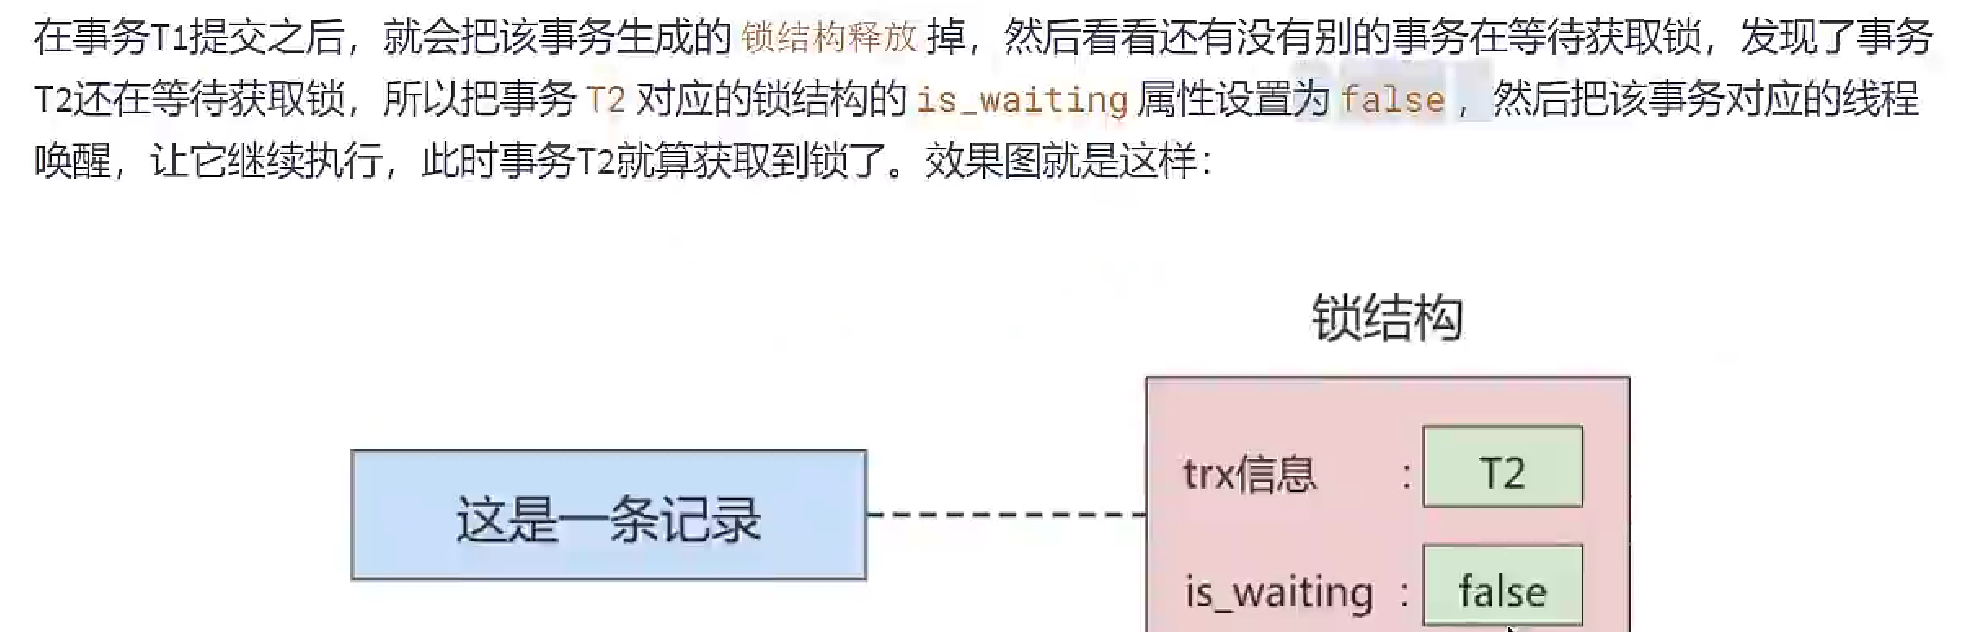 在事务T1提交之后，就会把该事务生成的 锁结构释放 掉，然后看看还有没有别的事务在等待获取锁，发现了事务
T2还在等待获取锁，所以把事务 T2 对应的锁结构的 is_waiting 属性设置为 false ，然后把该事务对应的线程
唤醒，让它继续执行，此时事务T2就算获取到锁了。效果图就是这样：
锁结构
trx信息 : T2
这是一条记录
is_waiting : false